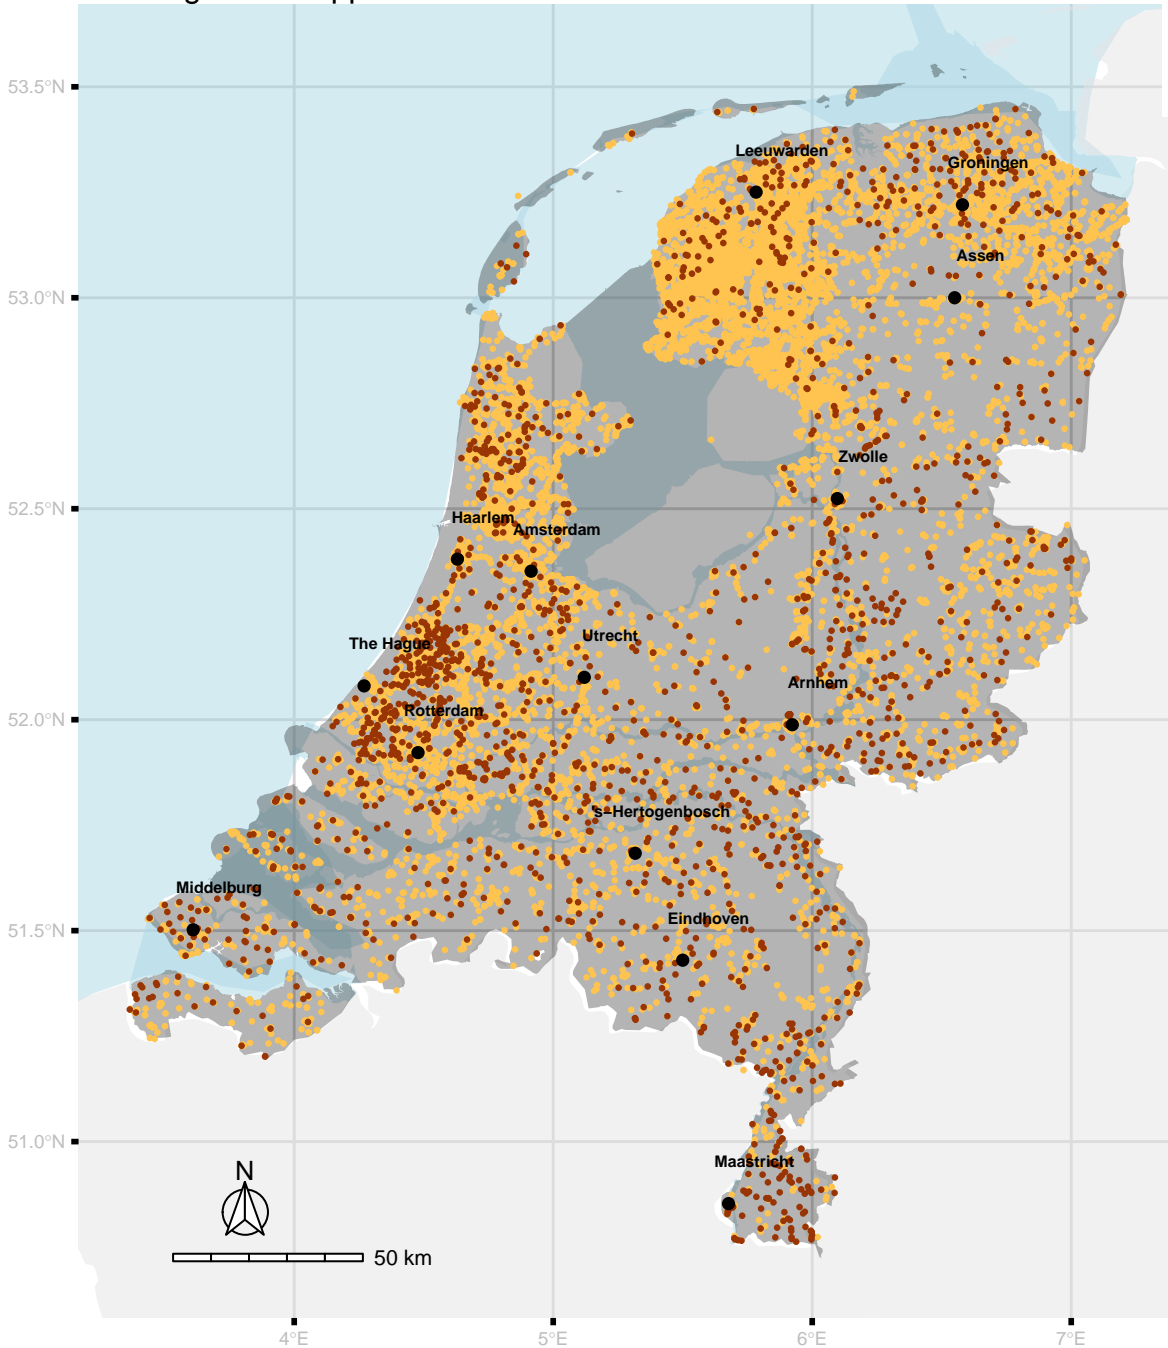 53.5°N
Leeuwarden
Groningen
Assen
53.0°N
Zwolle
52.5°N
Haarlem
Amsterdam
The Hague
Utrecht
Arnhem
Rotterdam
52.0°N
's−Hertogenbosch
Middelburg
Eindhoven
51.5°N
51.0°N
Maastricht
N
50 km
4°E
5°E
6°E
7°E